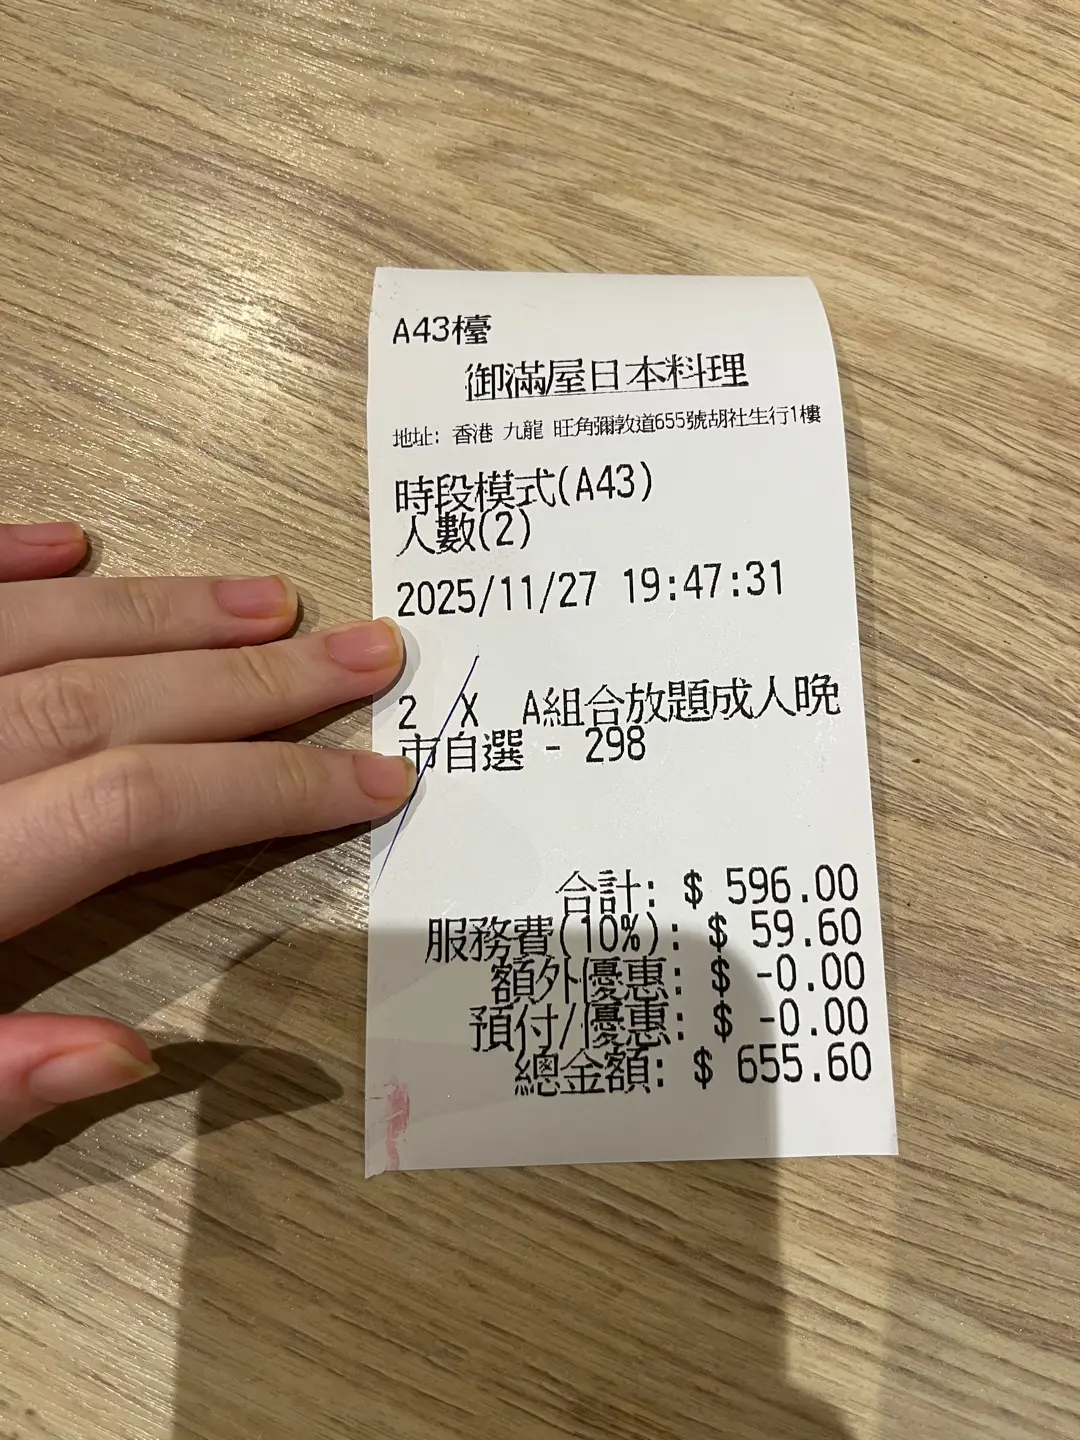 A43檯
御滿屋日本料理
地址: 香港 九龍 旺角彌敦道655號胡社生行1樓
時段模式(A43)
人數(2)
2025/11/27 19:47:31
2 X A組合放題成人晚
市自選 - 298
合計: $ 596.00
服務費(10%): $ 59.60
額外優惠: $ -0.00
預付/優惠: $ -0.00
總金額: $ 655.60